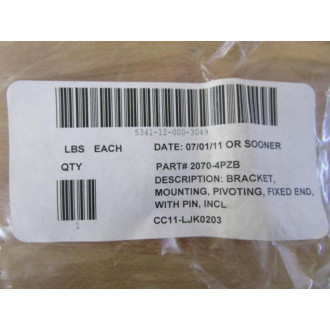 5341-12-000-3049
LBS EACH DATE: 07/01/11 OR SOONER
QTY PART# 2070-4PZB
DESCRIPTION: BRACKET,
MOUNTING, PIVOTING, FIXED END,
WITH PIN, INCL
1 CC11-LJK0203